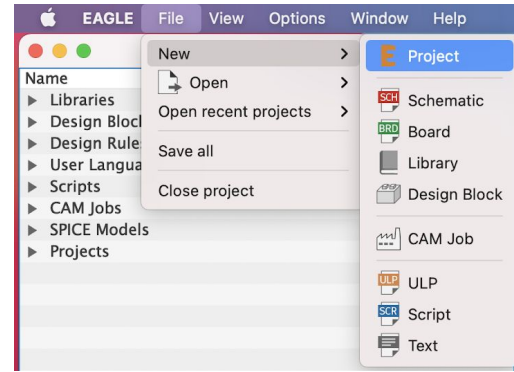 EAGLE File View Options Window Help
Name
Libraries
Design Bloc
Design Rule
User Langua
Scripts
CAM Jobs
SPICE Models
Projects
New
Open
Open recent projects
Save all
Close project
Project
SCH Schematic
BRD Board
Library
Design Block
CAM Job
ULP ULP
SCR Script
Text